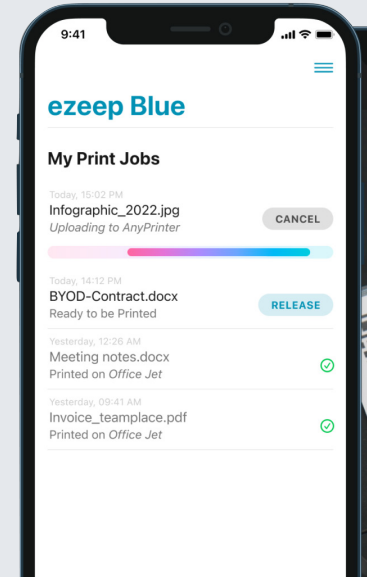 9:41
ezeep Blue
My Print Jobs
Today, 15:02 PM
Infographic_2022.jpg
CANCEL
Uploading to AnyPrinter
Today, 14:12 PM
BYOD-Contract.docx
RELEASE
Ready to be Printed
Yesterday, 12:26 AM
Meeting notes.docx
Printed on Office Jet
Yesterday, 09:41 AM
Invoice_teamplace.pdf
Printed on Office Jet